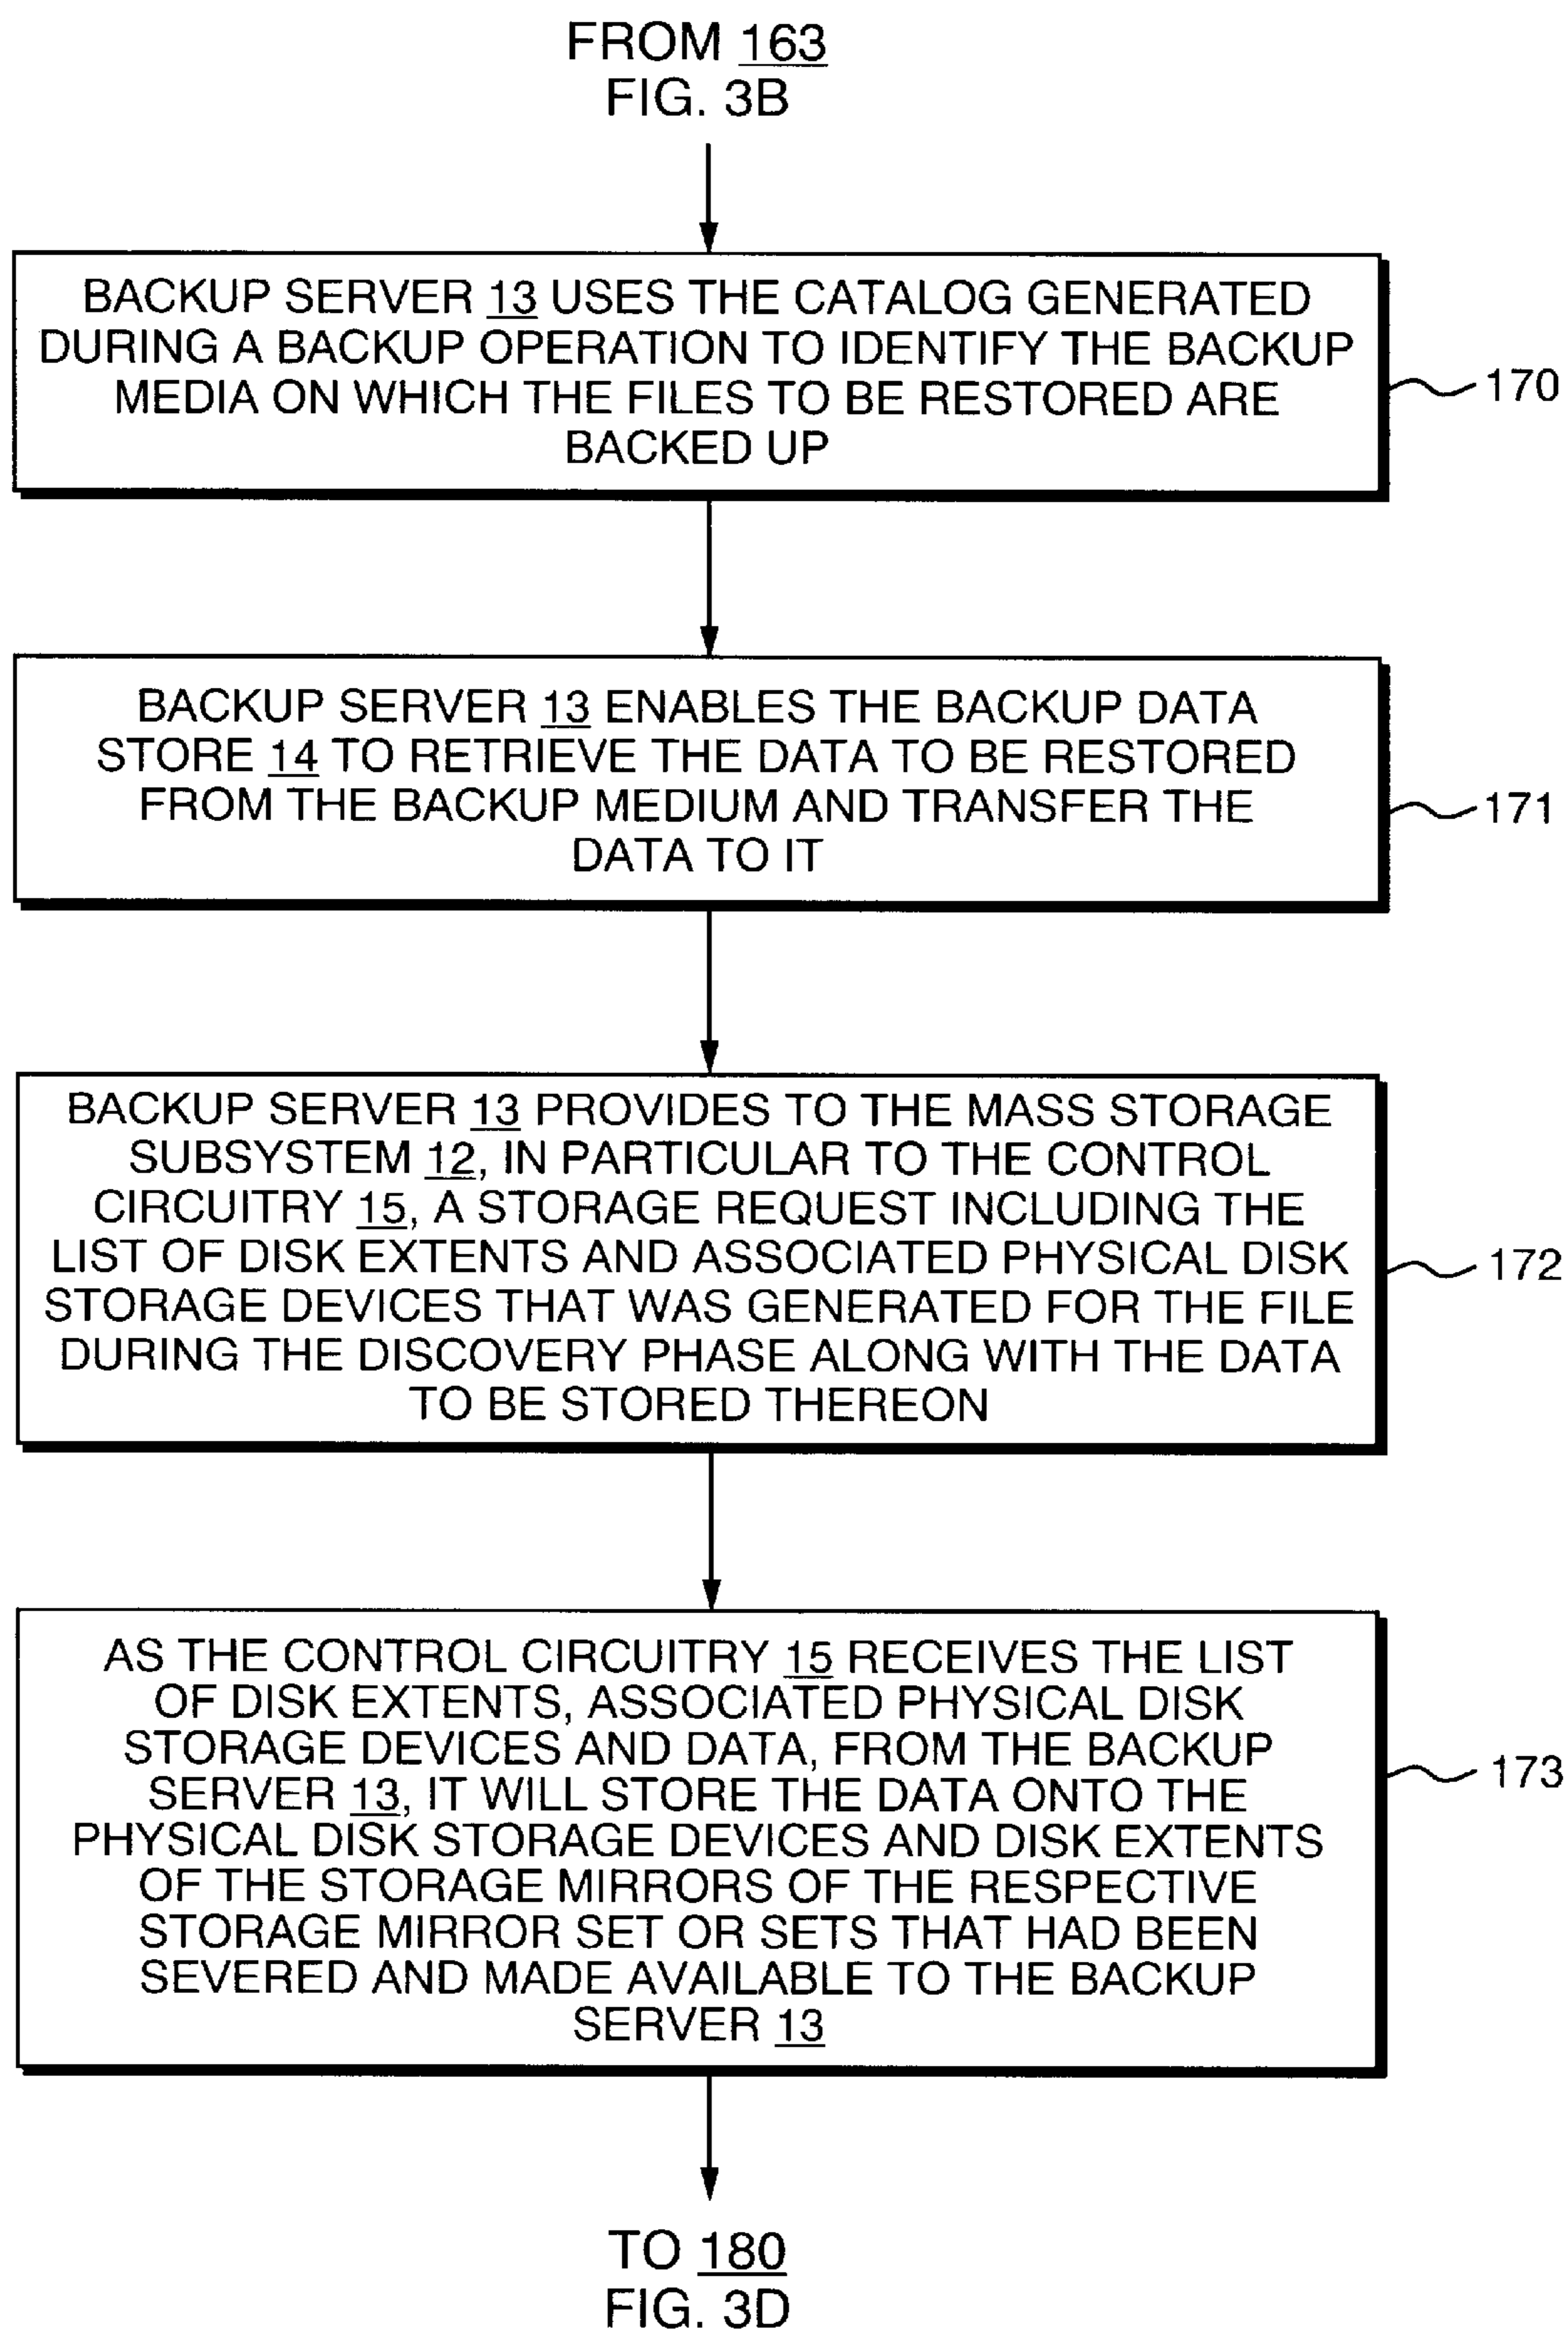 FROM 163
FIG. 3B
BACKUP SERVER 13 USES THE CATALOG GENERATED
DURING A BACKUP OPERATION TO IDENTIFY THE BACKUP
MEDIA ON WHICH THE FILES TO BE RESTORED ARE
BACKED UP
170
BACKUP SERVER 13 ENABLES THE BACKUP DATA
STORE 14 TO RETRIEVE THE DATA TO BE RESTORED
FROM THE BACKUP MEDIUM AND TRANSFER THE
DATA TO IT
171
BACKUP SERVER 13 PROVIDES TO THE MASS STORAGE
SUBSYSTEM 12, IN PARTICULAR TO THE CONTROL
CIRCUITRY 15, A STORAGE REQUEST INCLUDING THE
LIST OF DISK EXTENTS AND ASSOCIATED PHYSICAL DISK
STORAGE DEVICES THAT WAS GENERATED FOR THE FILE
DURING THE DISCOVERY PHASE ALONG WITH THE DATA
TO BE STORED THEREON
172
AS THE CONTROL CIRCUITRY 15 RECEIVES THE LIST
OF DISK EXTENTS, ASSOCIATED PHYSICAL DISK
STORAGE DEVICES AND DATA, FROM THE BACKUP
SERVER 13, IT WILL STORE THE DATA ONTO THE
PHYSICAL DISK STORAGE DEVICES AND DISK EXTENTS
OF THE STORAGE MIRRORS OF THE RESPECTIVE
STORAGE MIRROR SET OR SETS THAT HAD BEEN
SEVERED AND MADE AVAILABLE TO THE BACKUP
SERVER 13
173
TO 180
FIG. 3D